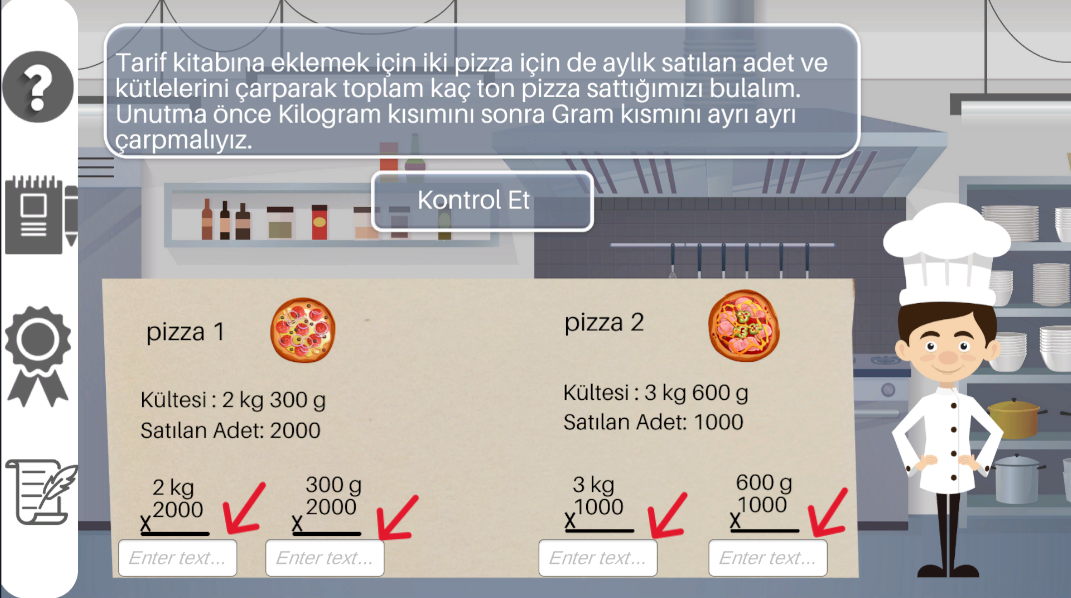 Tarif kitabına eklemek için iki pizza için de aylık satılan adet ve
kütlelerini çarparak toplam kaç ton pizza sattığımızı bulalım.
Unutma önce Kilogram kısımını sonra Gram kısmını ayrı ayrı
çarpmalıyız.
Kontrol Et
pizza 1
Kültesi : 2 kg 300 g
Satılan Adet: 2000
2 kg
x2000
Enter text...
300 g
x2000
Enter text...
pizza 2
Kültesi : 3 kg 600 g
Satılan Adet: 1000
3 kg
x1000
Enter text...
600 g
x1000
Enter text...